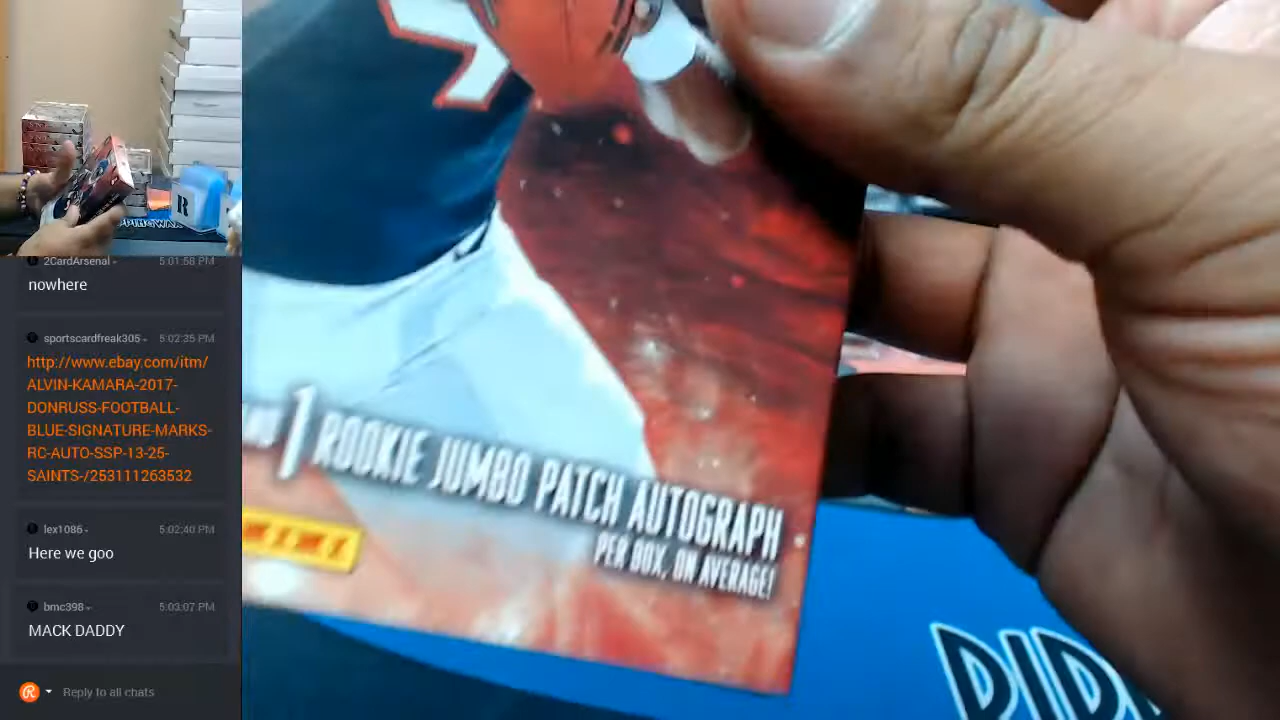 2CardArsenal
5:01:58 PM
nowhere
sportscardfreak305
5:02:35 PM
http://www.ebay.com/itm/
ALVIN-KAMARA-2017-
DONRUSS-FOOTBALL-
BLUE-SIGNATURE-MARKS-
RC-AUTO-SSP-13-25-
SAINTS-/253111263532
lex1086
5:02:40 PM
Here we goo
bmc398
5:03:07 PM
MACK DADDY
Reply to all chats
1 ROOKIE JUMBO PATCH AUTOGRAPH
PER BOX, ON AVERAGE!
R